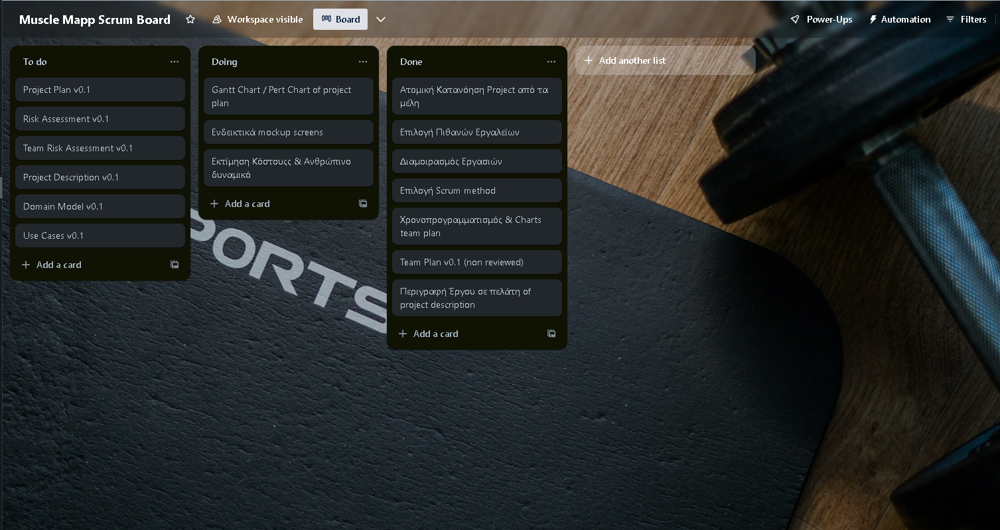 Muscle Mapp Scrum Board
Workspace visible
Board
Power-Ups
Automation
Filters
To do
Project Plan v0.1
Risk Assessment v0.1
Team Risk Assessment v0.1
Project Description v0.1
Domain Model v0.1
Use Cases v0.1
Add a card
Doing
Gantt Chart / Pert Chart of project
plan
Ενδεικτικά mockup screens
Εκτίμηση Κόστουςς & Ανθρώπινο
δυναμικό
Add a card
Done
Ατομική Κατανόηση Project από τα
μέλη
Επιλογή Πιθανών Εργαλείων
Διαμοιρασμός Εργασιών
Επιλογή Scrum method
Χρονοπρογραμματισμός & Charts
team plan
Team Plan v0.1 (non reviewed)
Περιγραφή Έργου σε πελάτη of
project description
Add a card
Add another list
PORTS